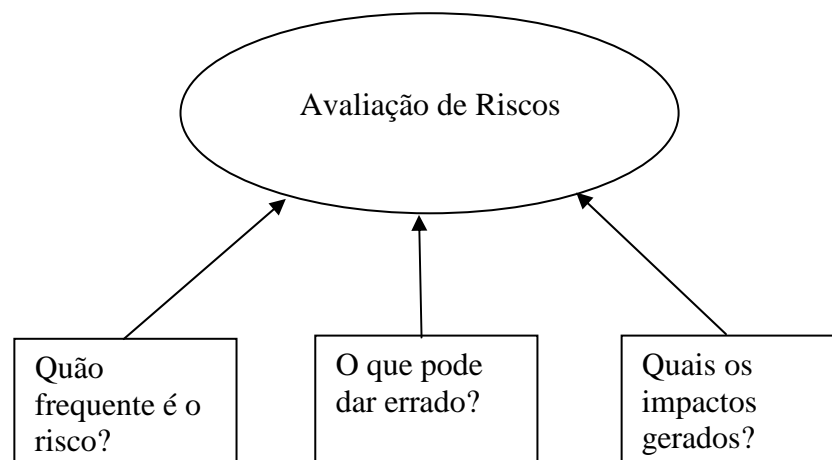 Avaliação de Riscos
Quão
frequente é o
risco?
O que pode
dar errado?
Quais os
impactos
gerados?